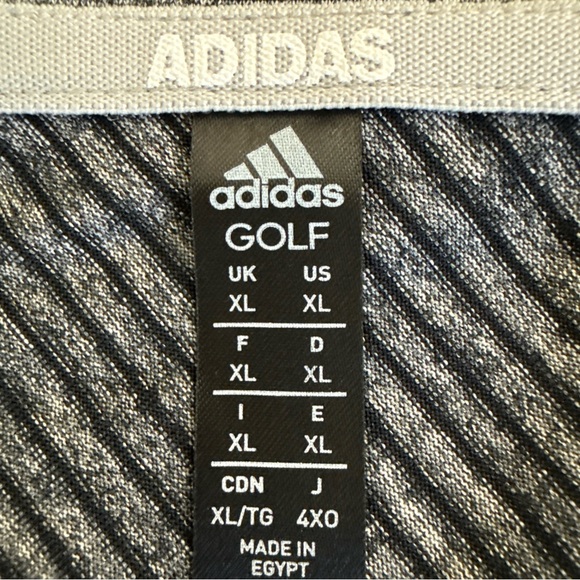 ADIDAS
adidas
GOLF
UK US
XL XL
F D
XL XL
I E
XL XL
CDN J
XL/TG 4XO
MADE IN
EGYPT